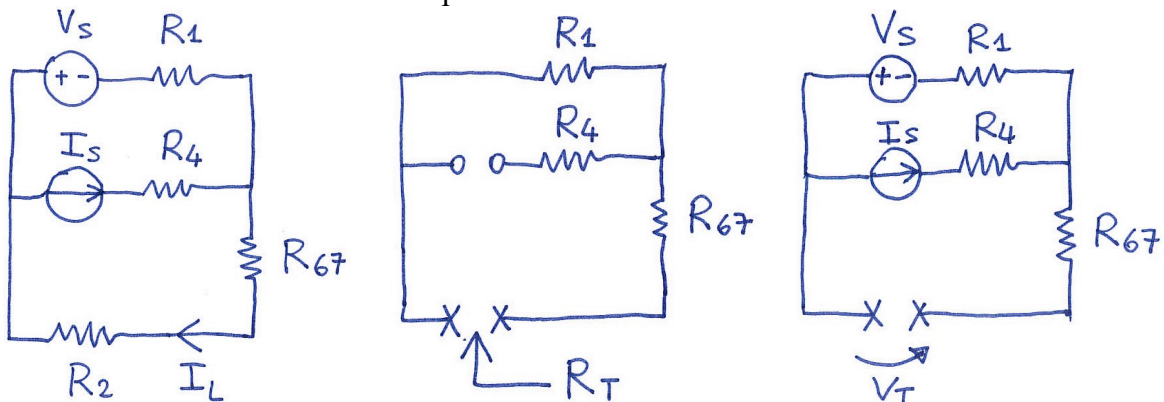 Vs R1
+ -
Is R4
R67
R2 IL
R1
R4
R67
RT
Vs R1
+ -
Is R4
R67
VT